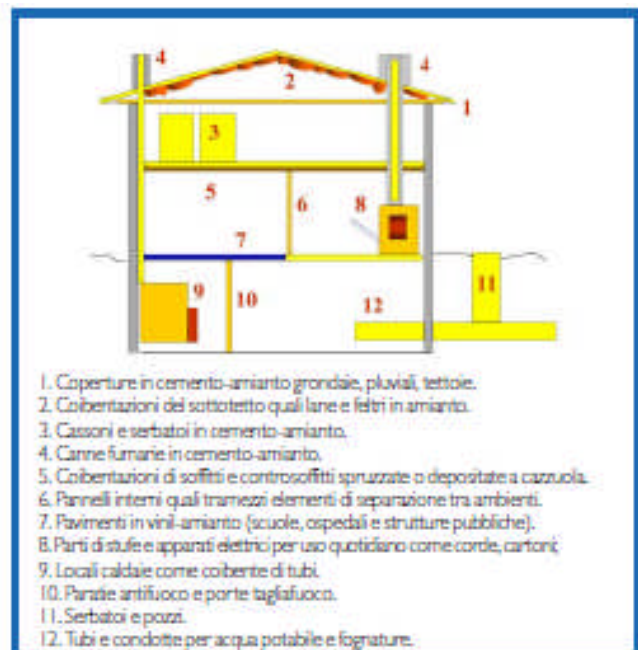 4
4
2
1
3
5
6
8
7
9
10
12
11
1. Coperture in cemento-amianto grondaie, pluviali, tettoie.
2. Coibentazioni del sottotetto quali lane e feltri in amianto.
3. Cassoni e serbatoi in cemento-amianto.
4. Canne fumarie in cemento-amianto.
5. Coibentazioni di soffitti e controsoffitti spruzzate o depositate a cazzuola.
6. Pannelli interni quali tramezzi elementi di separazione tra ambienti.
7. Pavimenti in vinil-amianto (scuole, ospedali e strutture pubbliche).
8. Parti di stufe e apparati elettrici per uso quotidiano come corde, cartoni;
9. Locali caldaie come coibente di tubi.
10. Paratie antifuoco e porte tagliafuoco.
11. Serbatoi e pozzi.
12. Tubi e condotte per acqua potabile e fognature.